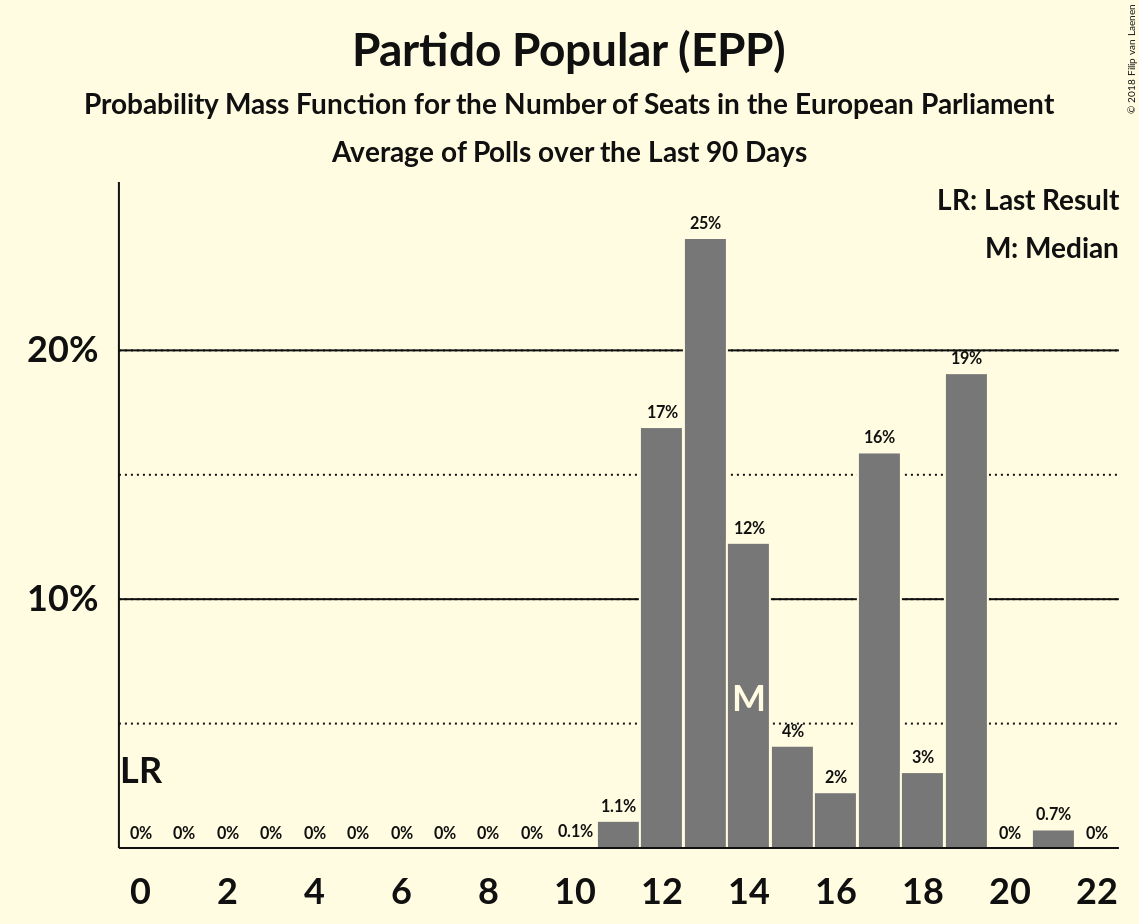 © 2018 Filip van Laenen
Partido Popular (EPP)
Probability Mass Function for the Number of Seats in the European Parliament
Average of Polls over the Last 90 Days
LR: Last Result
M: Median
25%
20%
19%
17%
16%
12%
10%
M
4%
LR
3%
2%
1.1%
0.7%
0% 0% 0% 0% 0% 0% 0% 0% 0% 0% 0.1% 0% 0%
0 2 4 6 8 10 12 14 16 18 20 22